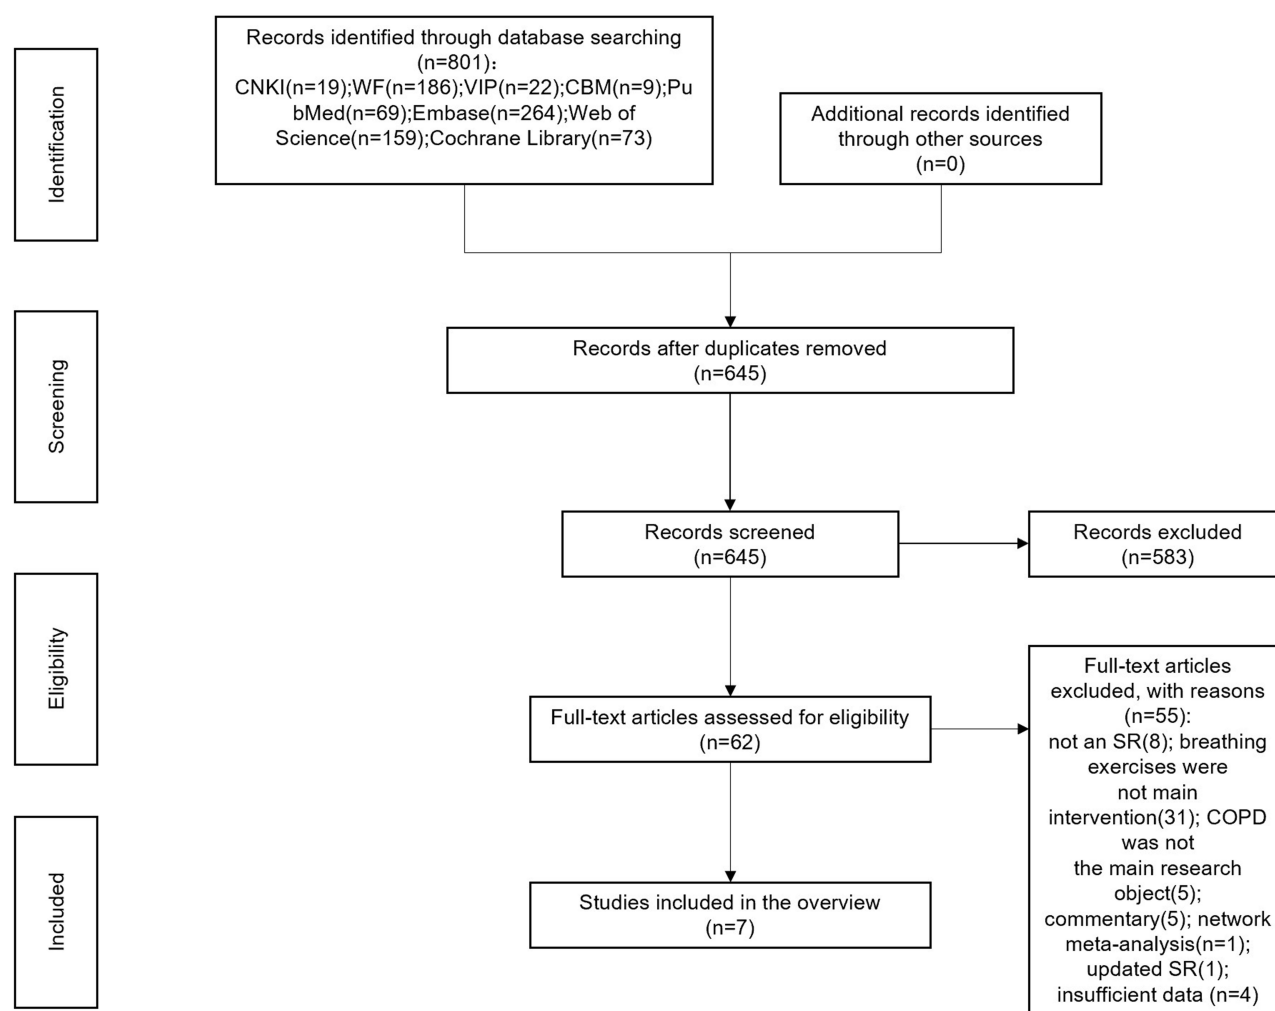 Identification
Records identified through database searching
(n=801):
CNKI(n=19);WF(n=186);VIP(n=22);CBM(n=9);Pu
bMed(n=69);Embase(n=264);Web of
Science(n=159);Cochrane Library(n=73)
Additional records identified
through other sources
(n=0)
Screening
Records after duplicates removed
(n=645)
Records screened
(n=645)
Records excluded
(n=583)
Eligibility
Full-text articles assessed for eligibility
(n=62)
Full-text articles
excluded, with reasons
(n=55):
not an SR(8); breathing
exercises were
not main
intervention(31); COPD
was not
the main research
object(5);
commentary(5); network
meta-analysis(n=1);
updated SR(1);
insufficient data (n=4)
Included
Studies included in the overview
(n=7)